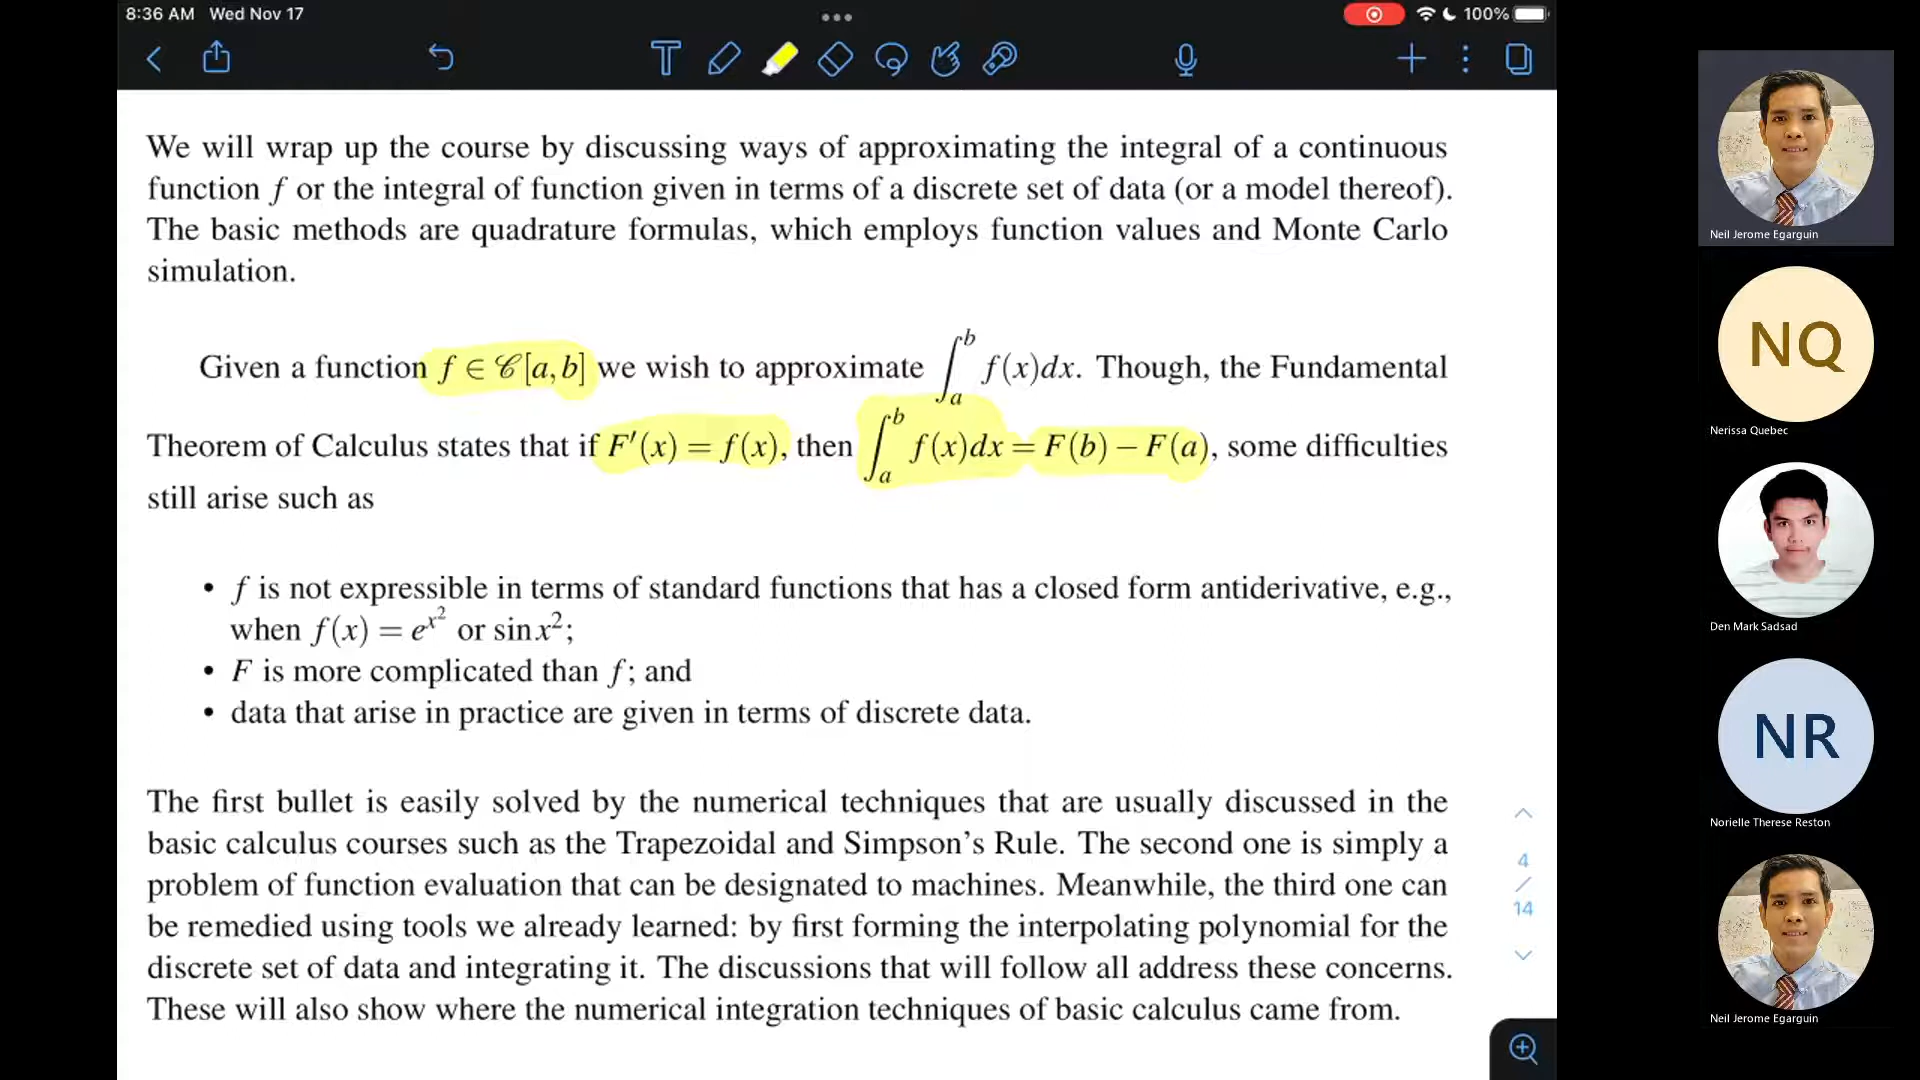 8:36 AM Wed Nov 17
100%
We will wrap up the course by discussing ways of approximating the integral of a continuous
function f or the integral of function given in terms of a discrete set of data (or a model thereof).
The basic methods are quadrature formulas, which employs function values and Monte Carlo
simulation.
Given a function f ∈ 𝒞[a, b] we wish to approximate ∫_a^b f(x)dx. Though, the Fundamental
Theorem of Calculus states that if F′(x) = f(x), then ∫_a^b f(x)dx = F(b) − F(a), some difficulties
still arise such as
• f is not expressible in terms of standard functions that has a closed form antiderivative, e.g.,
when f(x) = e^{x^2} or sin x²;
• F is more complicated than f; and
• data that arise in practice are given in terms of discrete data.
The first bullet is easily solved by the numerical techniques that are usually discussed in the
basic calculus courses such as the Trapezoidal and Simpson's Rule. The second one is simply a
problem of function evaluation that can be designated to machines. Meanwhile, the third one can
be remedied using tools we already learned: by first forming the interpolating polynomial for the
discrete set of data and integrating it. The discussions that will follow all address these concerns.
These will also show where the numerical integration techniques of basic calculus came from.
4
/
14
Neil Jerome Egarguin
NQ
Nerissa Quebec
Den Mark Sadsad
NR
Norielle Therese Reston
Neil Jerome Egarguin